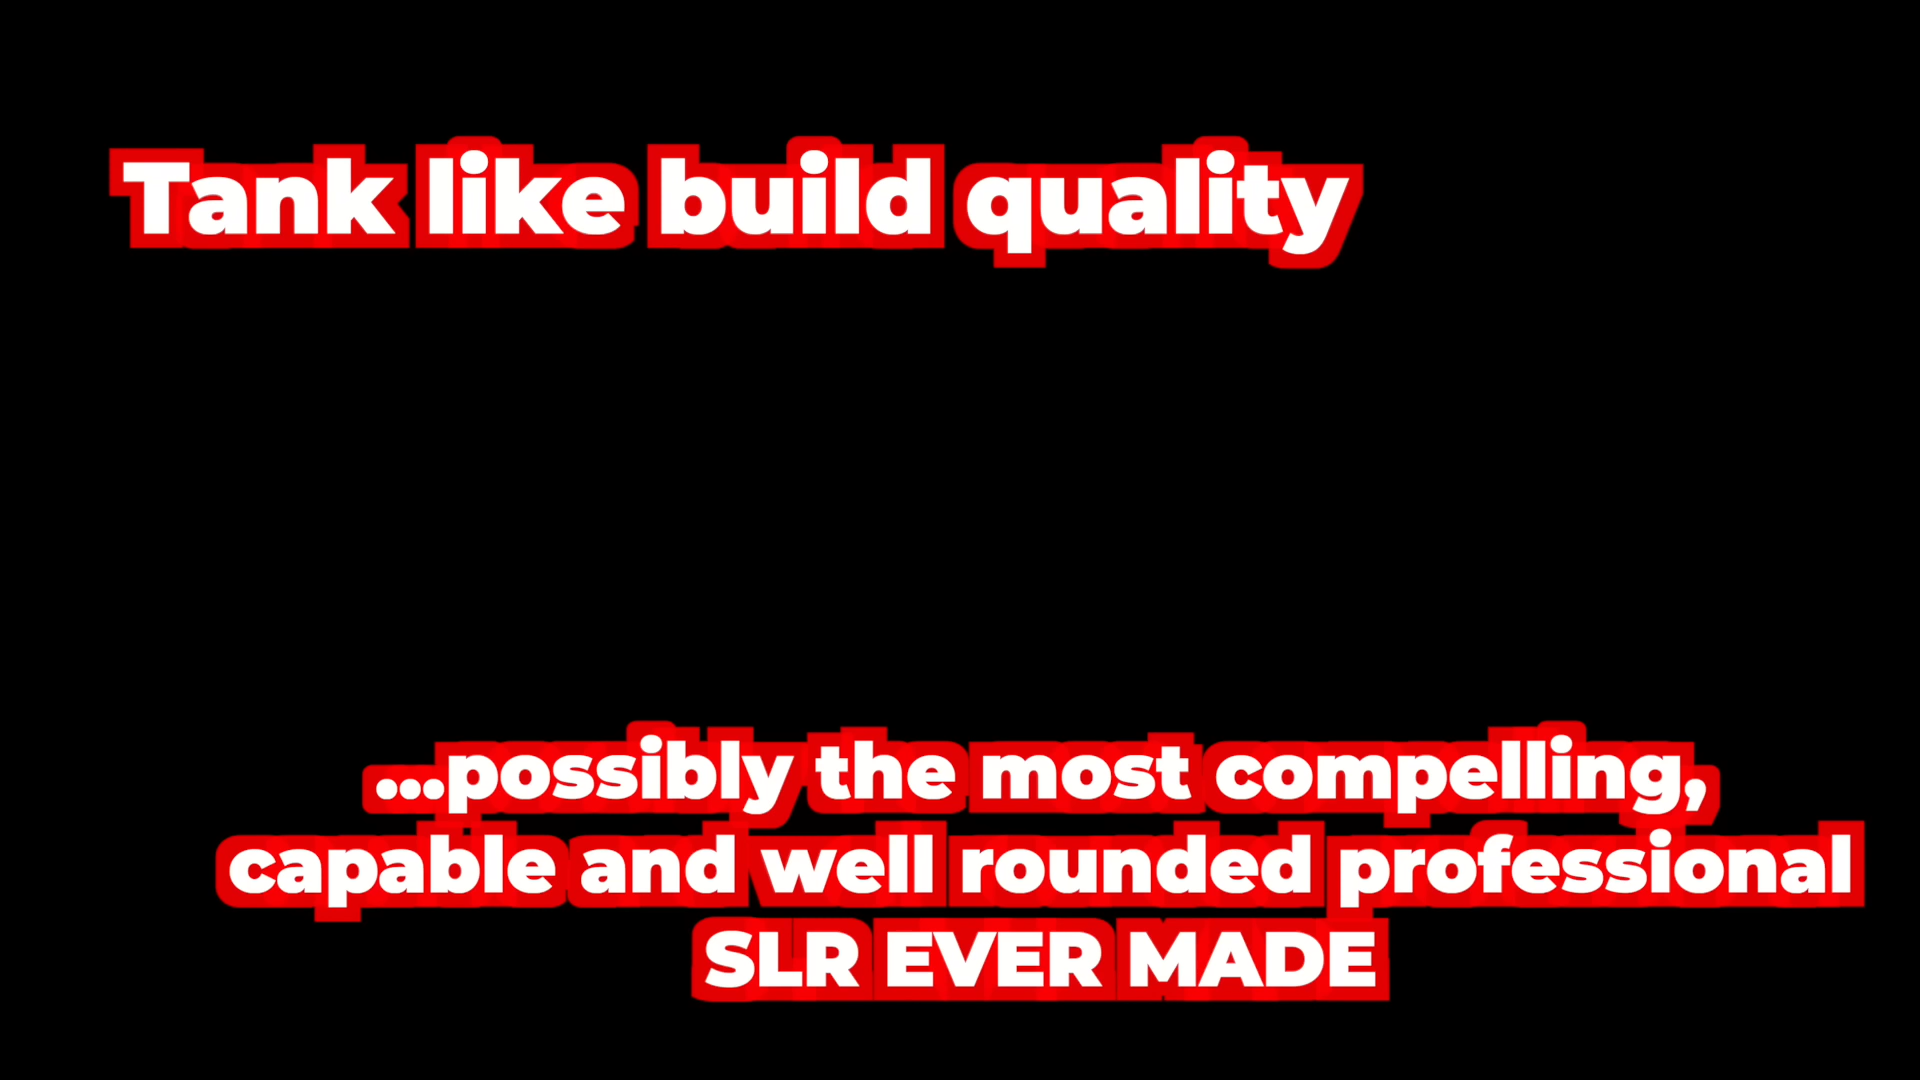 Tank like build quality
...possibly the most compelling,
capable and well rounded professional
SLR EVER MADE